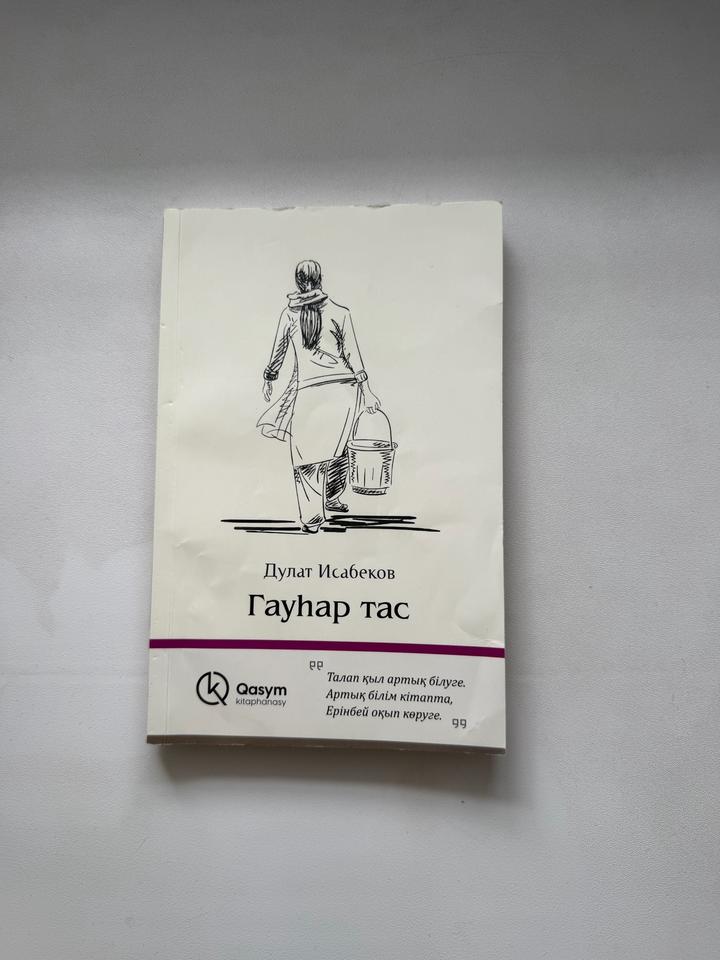 Дулат Исабеков
Гауһар тас
Qasym
kitaphanasy
Талап қыл артық білуге.
Артық білім кітапта,
Ерінбей оқып көруге.